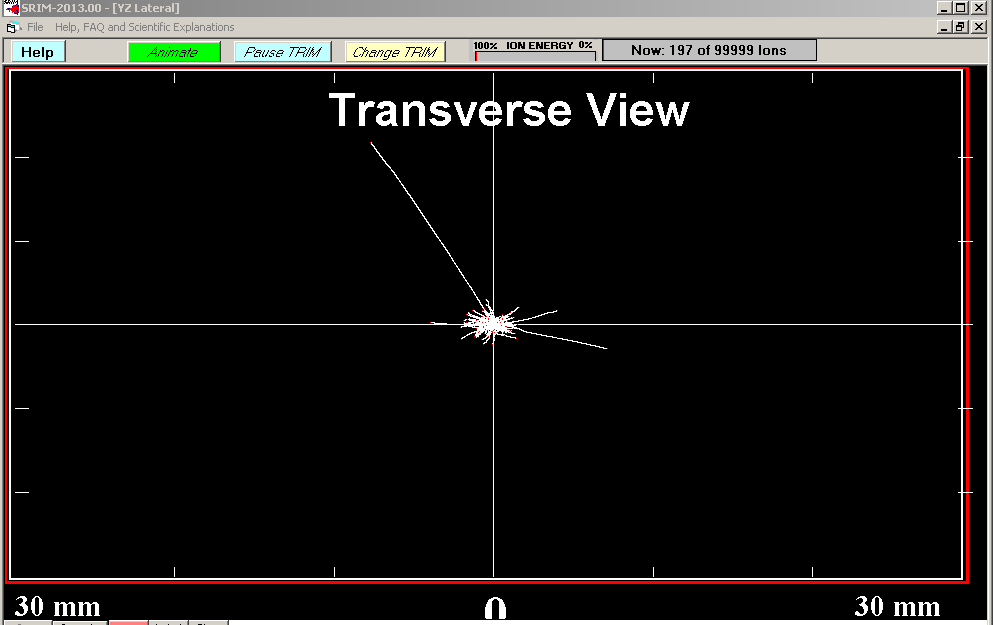 SRIM-2013.00 - [YZ Lateral]
File Help, FAQ and Scientific Explanations
Help Animate Pause TRIM Change TRIM 100% ION ENERGY 0% Now: 197 of 99999 Ions
Transverse View
30 mm 0 30 mm